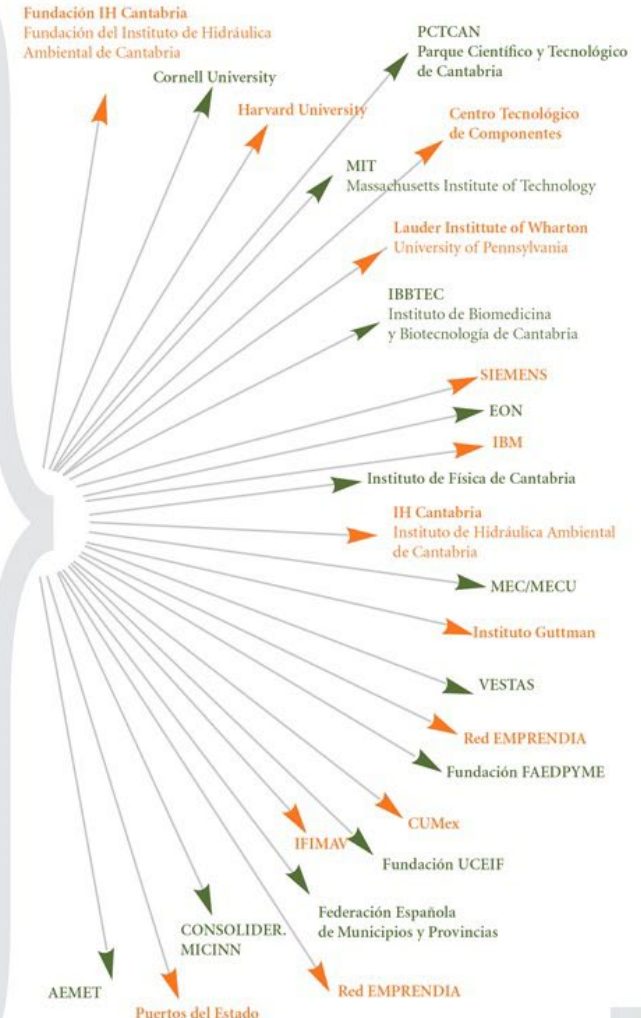 Fundación IH Cantabria
Fundación del Instituto de Hidráulica
Ambiental de Cantabria
Cornell University
Harvard University
PCTCAN
Parque Científico y Tecnológico
de Cantabria
Centro Tecnológico
de Componentes
MIT
Massachusetts Institute of Technology
Lauder Instittute of Wharton
University of Pennsylvania
IBBTEC
Instituto de Biomedicina
y Biotecnología de Cantabria
SIEMENS
EON
IBM
Instituto de Física de Cantabria
IH Cantabria
Instituto de Hidráulica Ambiental
de Cantabria
MEC/MECU
Instituto Guttman
VESTAS
Red EMPRENDIA
Fundación FAEDPYME
CUMex
IFIMAV
Fundación UCEIF
Federación Española
de Municipios y Provincias
CONSOLIDER.
MICINN
Red EMPRENDIA
AEMET
Puertos del Estado